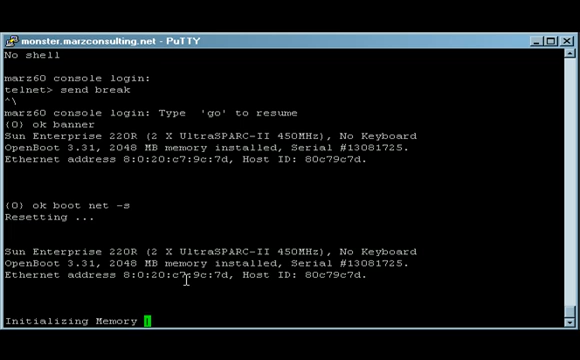 monster.marzconsulting.net - PuTTY
No shell
marz60 console login:
telnet> send break
^\
marz60 console login: Type  'go' to resume
(0) ok banner
Sun Enterprise 220R (2 X UltraSPARC-II 450MHz), No Keyboard
OpenBoot 3.31, 2048 MB memory installed, Serial #13081725.
Ethernet address 8:0:20:c7:9c:7d, Host ID: 80c79c7d.
(0) ok boot net -s
Resetting ...
Sun Enterprise 220R (2 X UltraSPARC-II 450MHz), No Keyboard
OpenBoot 3.31, 2048 MB memory installed, Serial #13081725.
Ethernet address 8:0:20:c7:9c:7d, Host ID: 80c79c7d.
Initializing Memory |